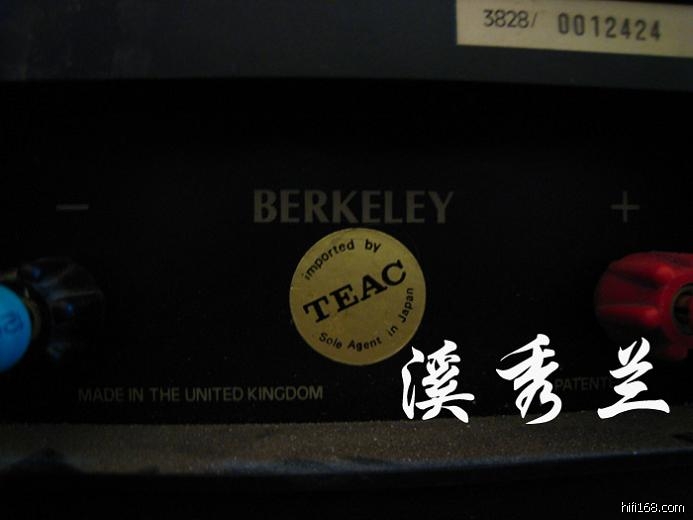 3828/ 0012424
− BERKELEY +
imported by
TEAC
Sole Agent in Japan
MADE IN THE UNITED KINGDOM
溪秀兰
hifi168.com